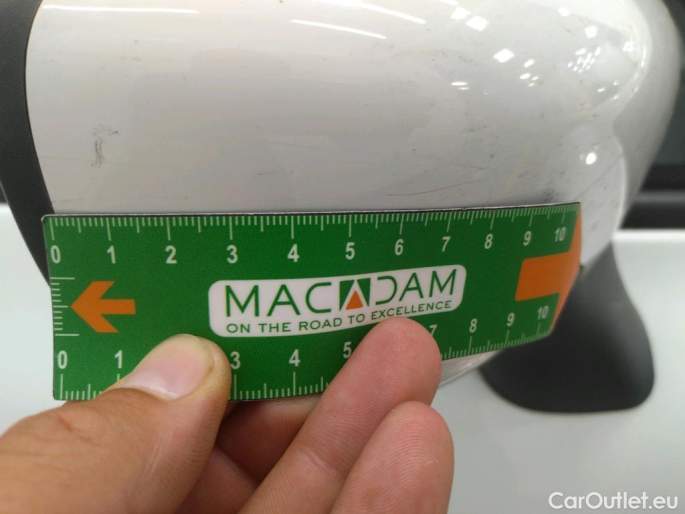 0 1 2 3 4 5 6 7 8 9 10
MACADAM
ON THE ROAD TO EXCELLENCE
0 1 3 4 5 8 9 10
CarOutlet.eu